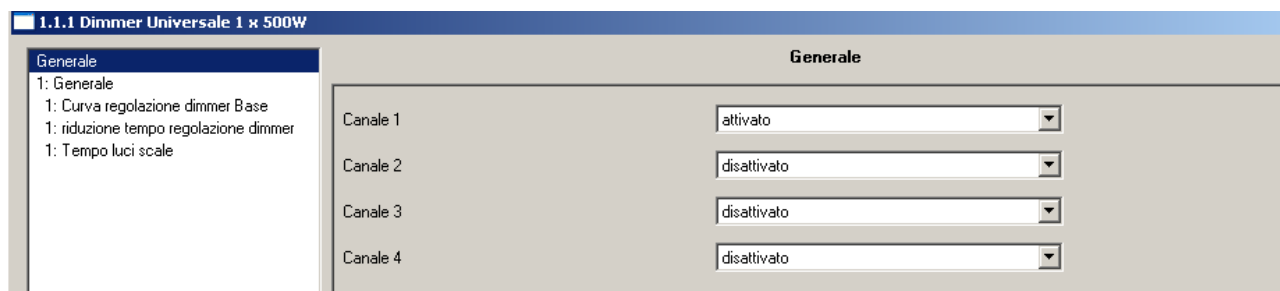 1.1.1 Dimmer Universale 1 x 500W
Generale
1: Generale
1: Curva regolazione dimmer Base
1: riduzione tempo regolazione dimmer
1: Tempo luci scale
Generale
Canale 1 attivato
Canale 2 disattivato
Canale 3 disattivato
Canale 4 disattivato